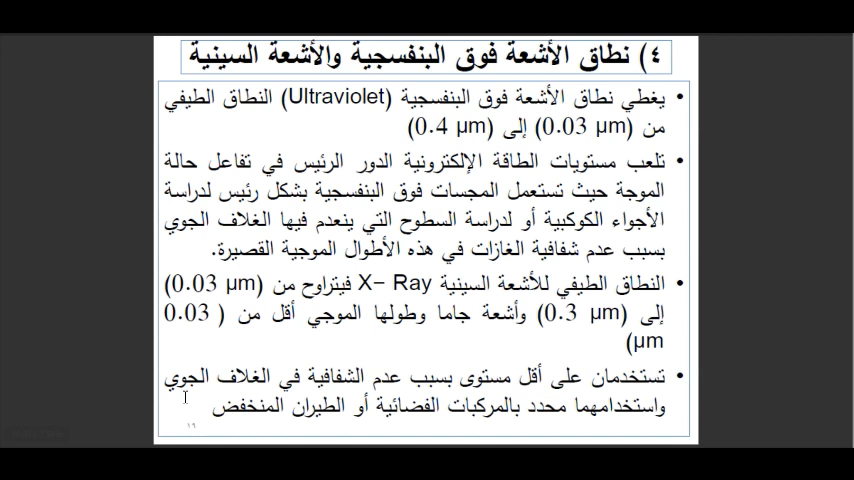 ٤) نطاق الأشعة فوق البنفسجية والأشعة السينية
• يغطي نطاق الأشعة فوق البنفسجية (Ultraviolet) النطاق الطيفي
من (0.03 µm) إلى (0.4 µm)
• تلعب مستويات الطاقة الإلكترونية الدور الرئيس في تفاعل حالة
الموجة حيث تستعمل المجسات فوق البنفسجية بشكل رئيس لدراسة
الأجواء الكوكبية أو لدراسة السطوح التي ينعدم فيها الغلاف الجوي
بسبب عدم شفافية الغازات في هذه الأطوال الموجية القصيرة.
• النطاق الطيفي للأشعة السينية X- Ray فيتراوح من (0.03 µm)
إلى (0.3 µm) وأشعة جاما وطولها الموجي أقل من (0.03
µm)
• تستخدمان على أقل مستوى بسبب عدم الشفافية في الغلاف الجوي
واستخدامهما محدد بالمركبات الفضائية أو الطيران المنخفض
١٦